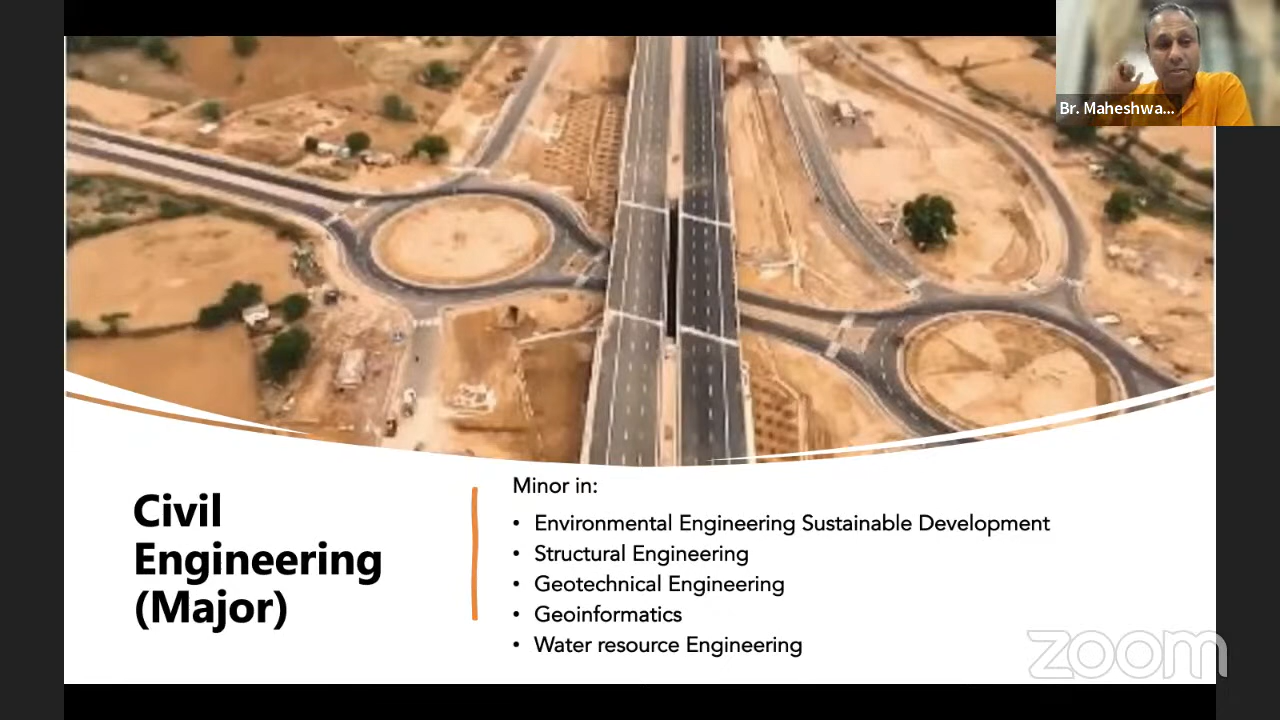 Br. Maheshwa...
Civil
Engineering
(Major)
Minor in:
• Environmental Engineering Sustainable Development
• Structural Engineering
• Geotechnical Engineering
• Geoinformatics
• Water resource Engineering
zoom